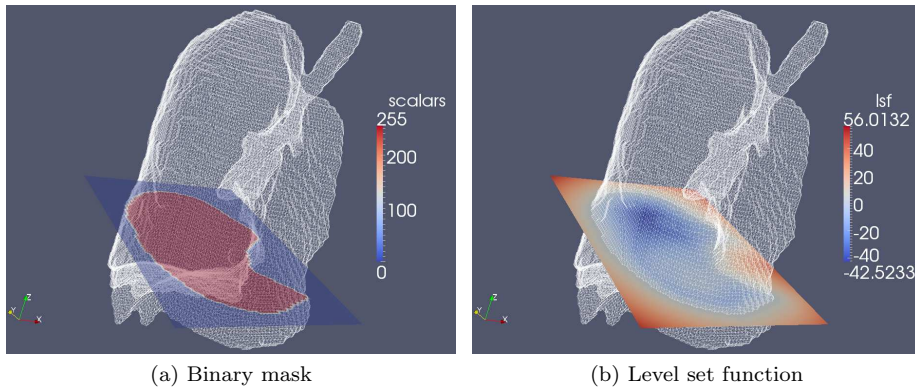 scalars
255
200
100
0
Z
Y
X
(a) Binary mask
lsf
56.0132
40
20
0
-20
-40
-42.5233
Z
Y
X
(b) Level set function